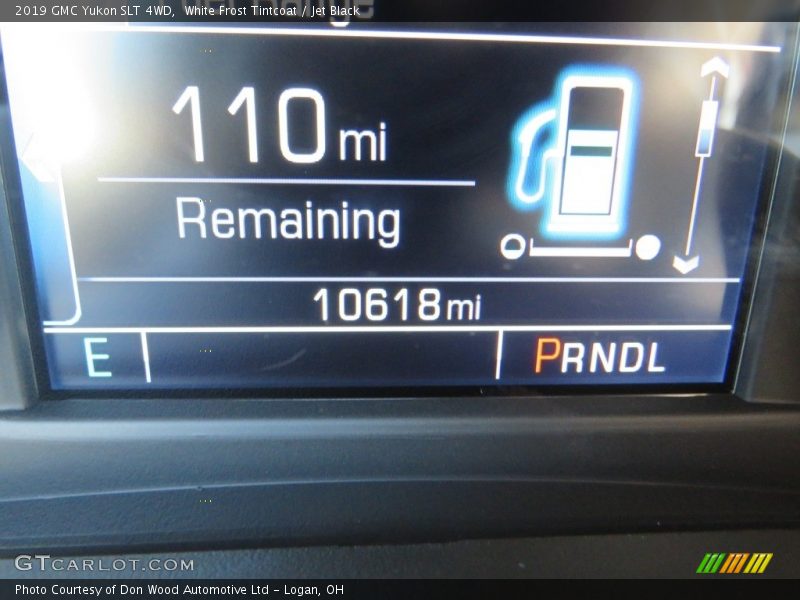 2019 GMC Yukon SLT 4WD,  White Frost Tintcoat / Jet Black
110 mi
Remaining
10618 mi
E
PRNDL
GTCARLOT.COM
Photo Courtesy of Don Wood Automotive Ltd - Logan, OH